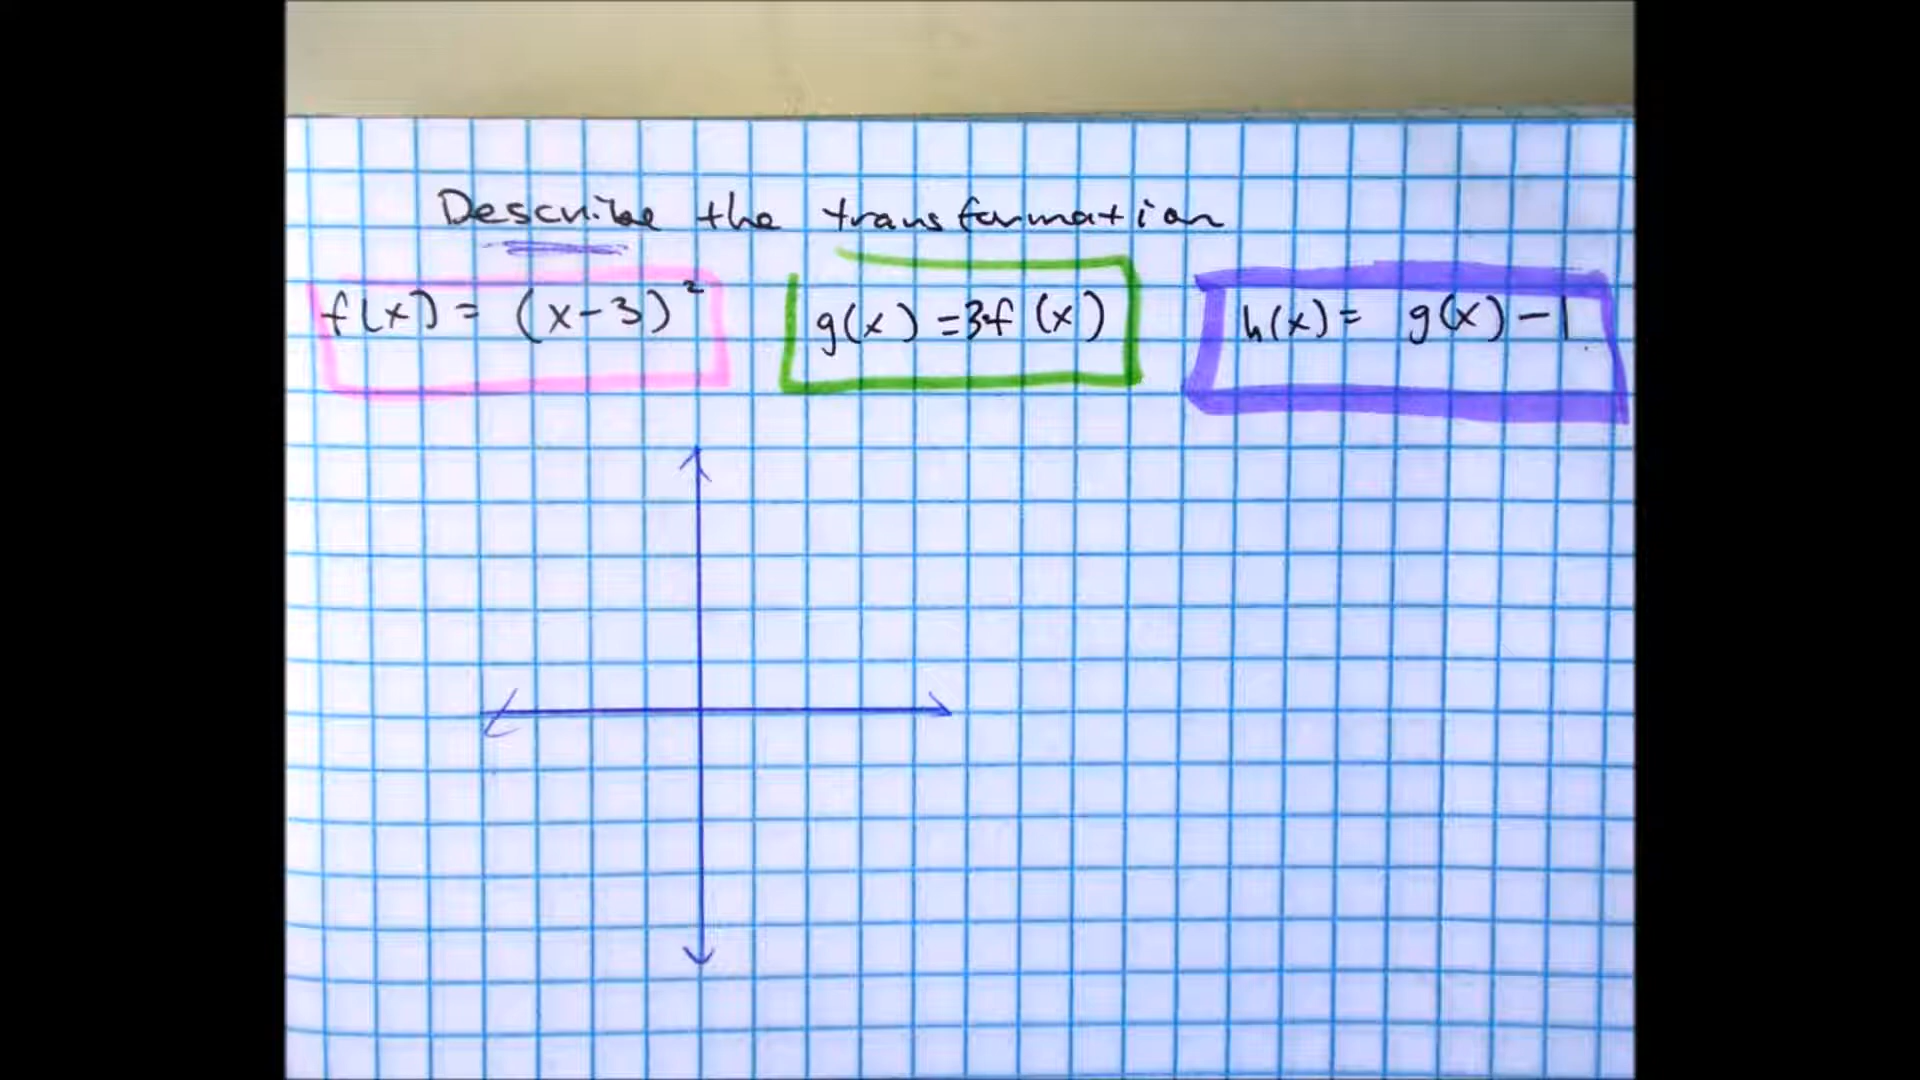 Describe the transformation
f(x) = (x-3)² g(x) = 3f(x) h(x) = g(x) - 1